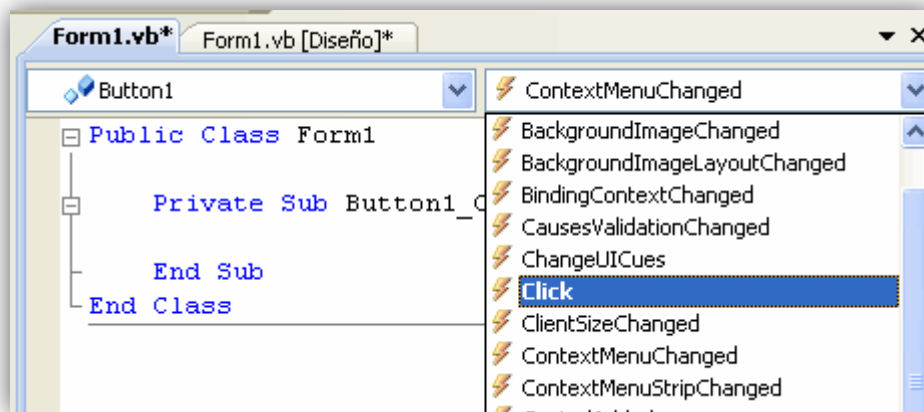 Form1.vb* Form1.vb [Diseño]*
Button1 ContextMenuChanged
Public Class Form1
Private Sub Button1_
End Sub
End Class
BackgroundImageChanged
BackgroundImageLayoutChanged
BindingContextChanged
CausesValidationChanged
ChangeUICues
Click
ClientSizeChanged
ContextMenuChanged
ContextMenuStripChanged